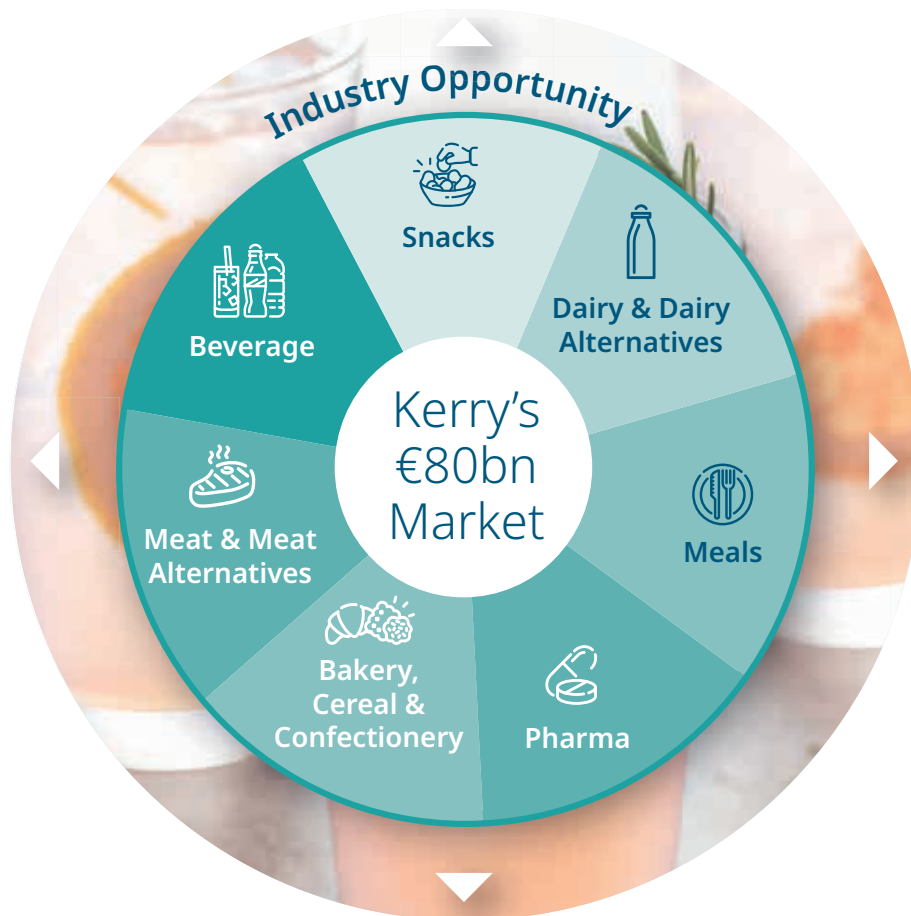 Industry Opportunity
Snacks
Dairy & Dairy
Alternatives
Meals
Pharma
Bakery,
Cereal &
Confectionery
Meat & Meat
Alternatives
Beverage
Kerry’s
€80bn
Market